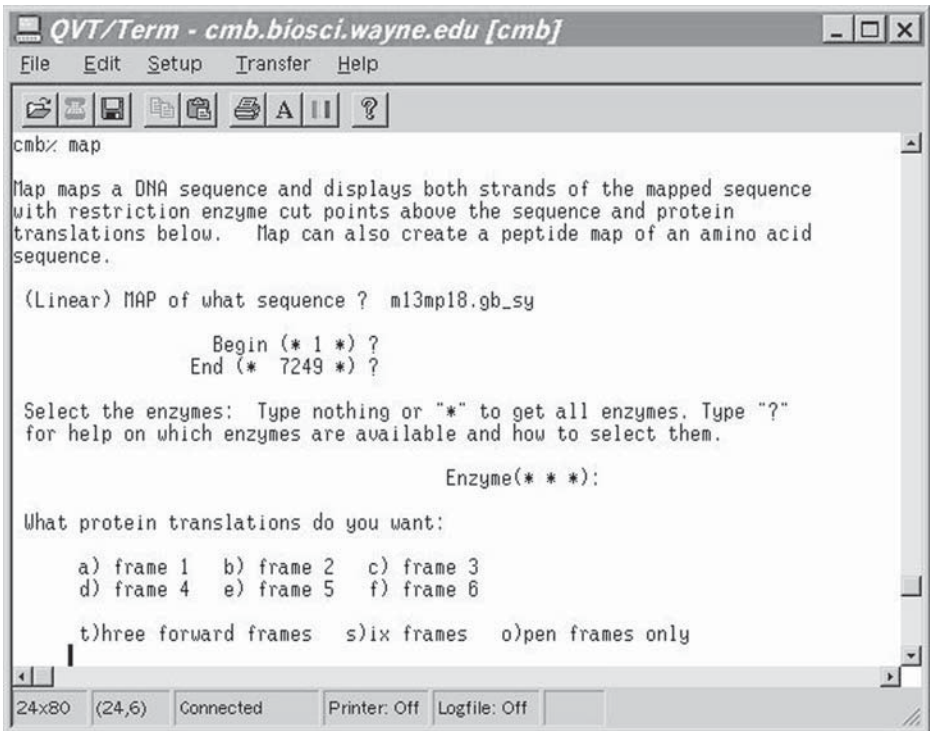 QVT/Term - cmb.biosci.wayne.edu [cmb]
File Edit Setup Transfer Help
A
cmb% map
Map maps a DNA sequence and displays both strands of the mapped sequence
with restriction enzyme cut points above the sequence and protein
translations below. Map can also create a peptide map of an amino acid
sequence.
(Linear) MAP of what sequence ? m13mp18.gb_sy
Begin (* 1 *) ?
End (* 7249 *) ?
Select the enzymes: Type nothing or "*" to get all enzymes. Type "?"
for help on which enzymes are available and how to select them.
Enzyme(* * *):
What protein translations do you want:
a) frame 1 b) frame 2 c) frame 3
d) frame 4 e) frame 5 f) frame 6
t)hree forward frames s)ix frames o)pen frames only
24x80 (24,6) Connected Printer: Off Logfile: Off